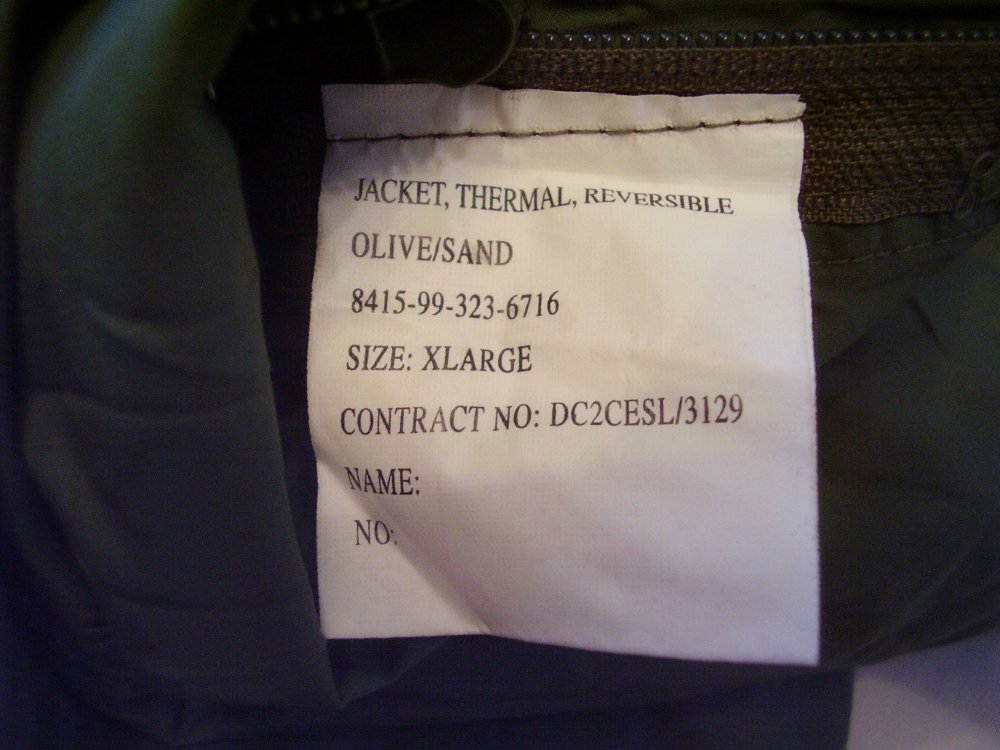 JACKET, THERMAL, REVERSIBLE
OLIVE/SAND
8415-99-323-6716
SIZE: XLARGE
CONTRACT NO: DC2CESL/3129
NAME:
NO: